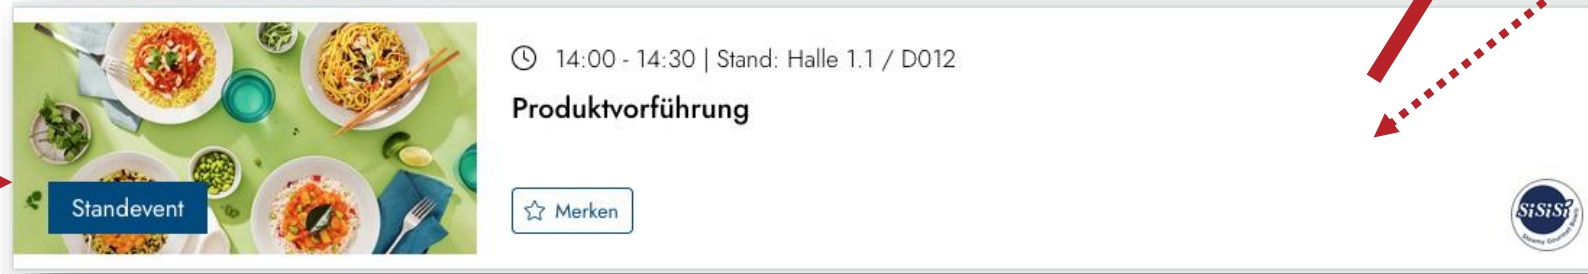 14:00 - 14:30 | Stand: Halle 1.1 / D012
Produktvorführung
Standevent
Merken
SiSiSi